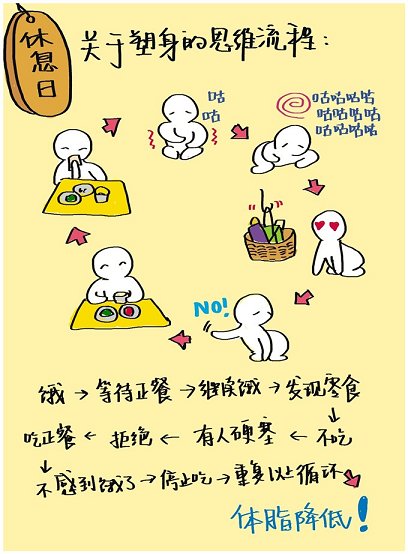 休息日
关于塑身的思维流程:
咕
咕
咕咕咕咕
咕咕咕咕
咕咕咕咕
NO!
饿→等待正餐→继续饿→发现零食
↓
吃正餐←拒绝←有人硬塞←不吃
↓
不感到饿了→停止吃→重复以上循环
体脂降低!